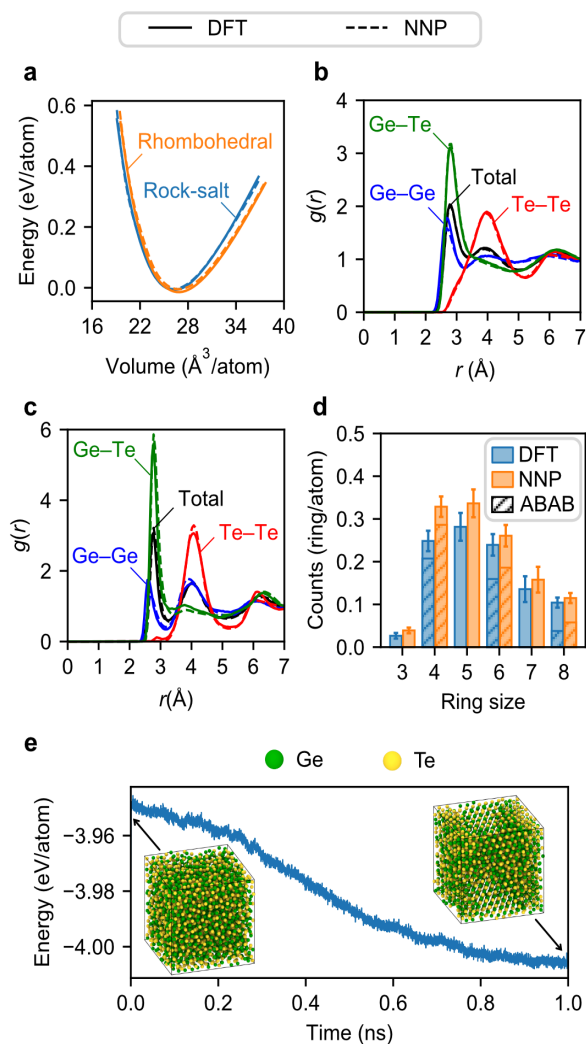 DFT NNP
a
Energy (eV/atom)
0.6
0.4
0.2
0.0
Rhombohedral
Rock-salt
16 22 28 34 40
Volume (Å³/atom)
b
g(r)
4
3
2
1
0
Ge–Te
Total
Ge–Ge
Te–Te
0 1 2 3 4 5 6 7
r (Å)
c
g(r)
6
4
2
0
Ge–Te
Total
Te–Te
Ge–Ge
0 1 2 3 4 5 6 7
r(Å)
d
Counts (ring/atom)
0.5
0.4
0.3
0.2
0.1
0.0
DFT
NNP
ABAB
3 4 5 6 7 8
Ring size
e
Ge Te
Energy (eV/atom)
−3.96
−3.98
−4.00
0.0 0.2 0.4 0.6 0.8 1.0
Time (ns)